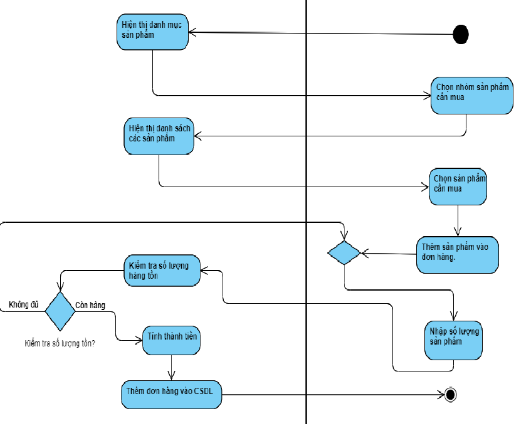 Hiện thị danh mục
sản phẩm
Chọn nhóm sản phẩm
cần mua
Hiện thị danh sách
các sản phẩm
Chọn sản phẩm
cần mua
Thêm sản phẩm vào
đơn hàng.
Kiểm tra số lượng
hàng tồn
Không đủ
Còn hàng
Kiểm tra số lượng tồn?
Nhập số lượng
sản phẩm
Tính thành tiền
Thêm đơn hàng vào CSDL